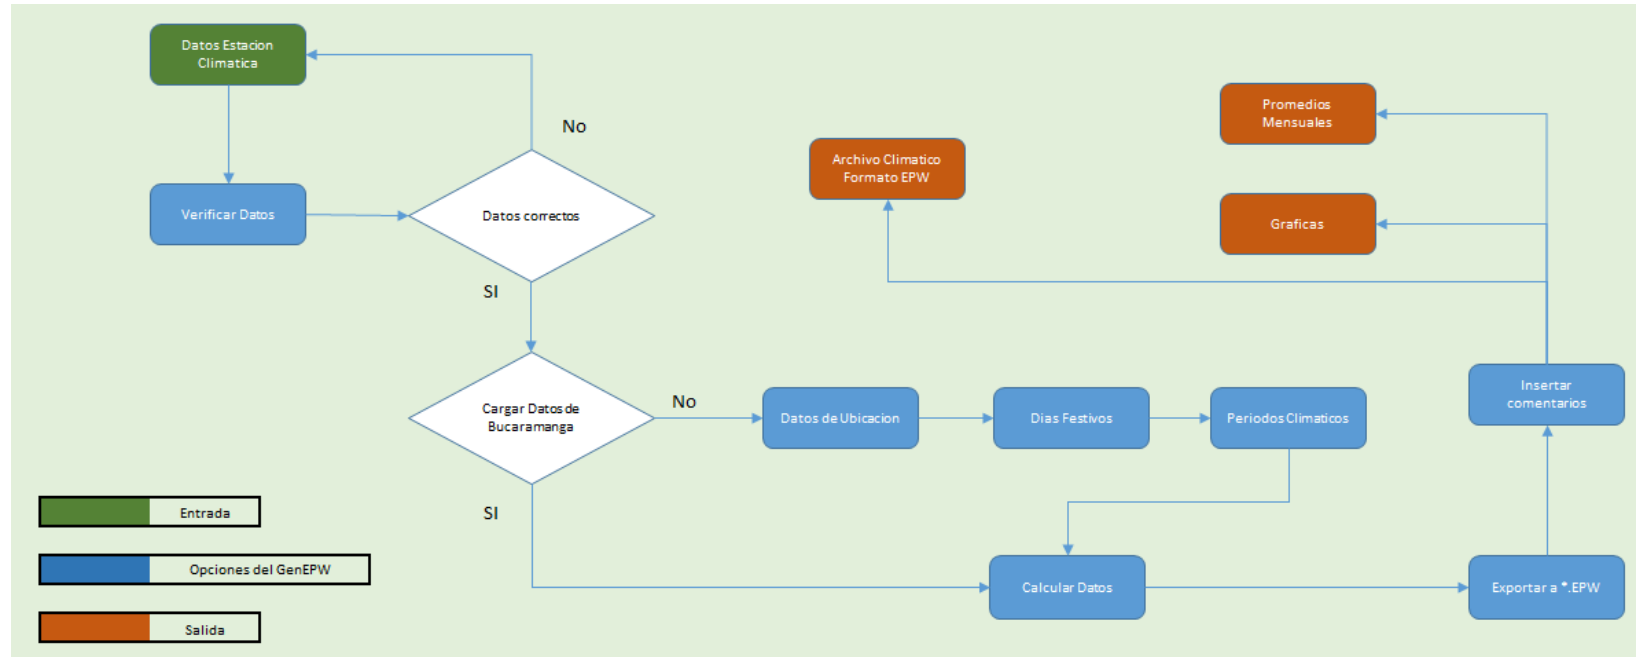 Datos Estacion
Climatica
No
Verificar Datos
Datos correctos
SI
Archivo Climatico
Formato EPW
Promedios
Mensuales
Graficas
Cargar Datos de
Bucaramanga
No
Datos de Ubicacion
Dias Festivos
Periodos Climaticos
Insertar
comentarios
SI
Calcular Datos
Exportar a *.EPW
Entrada
Opciones del GenEPW
Salida